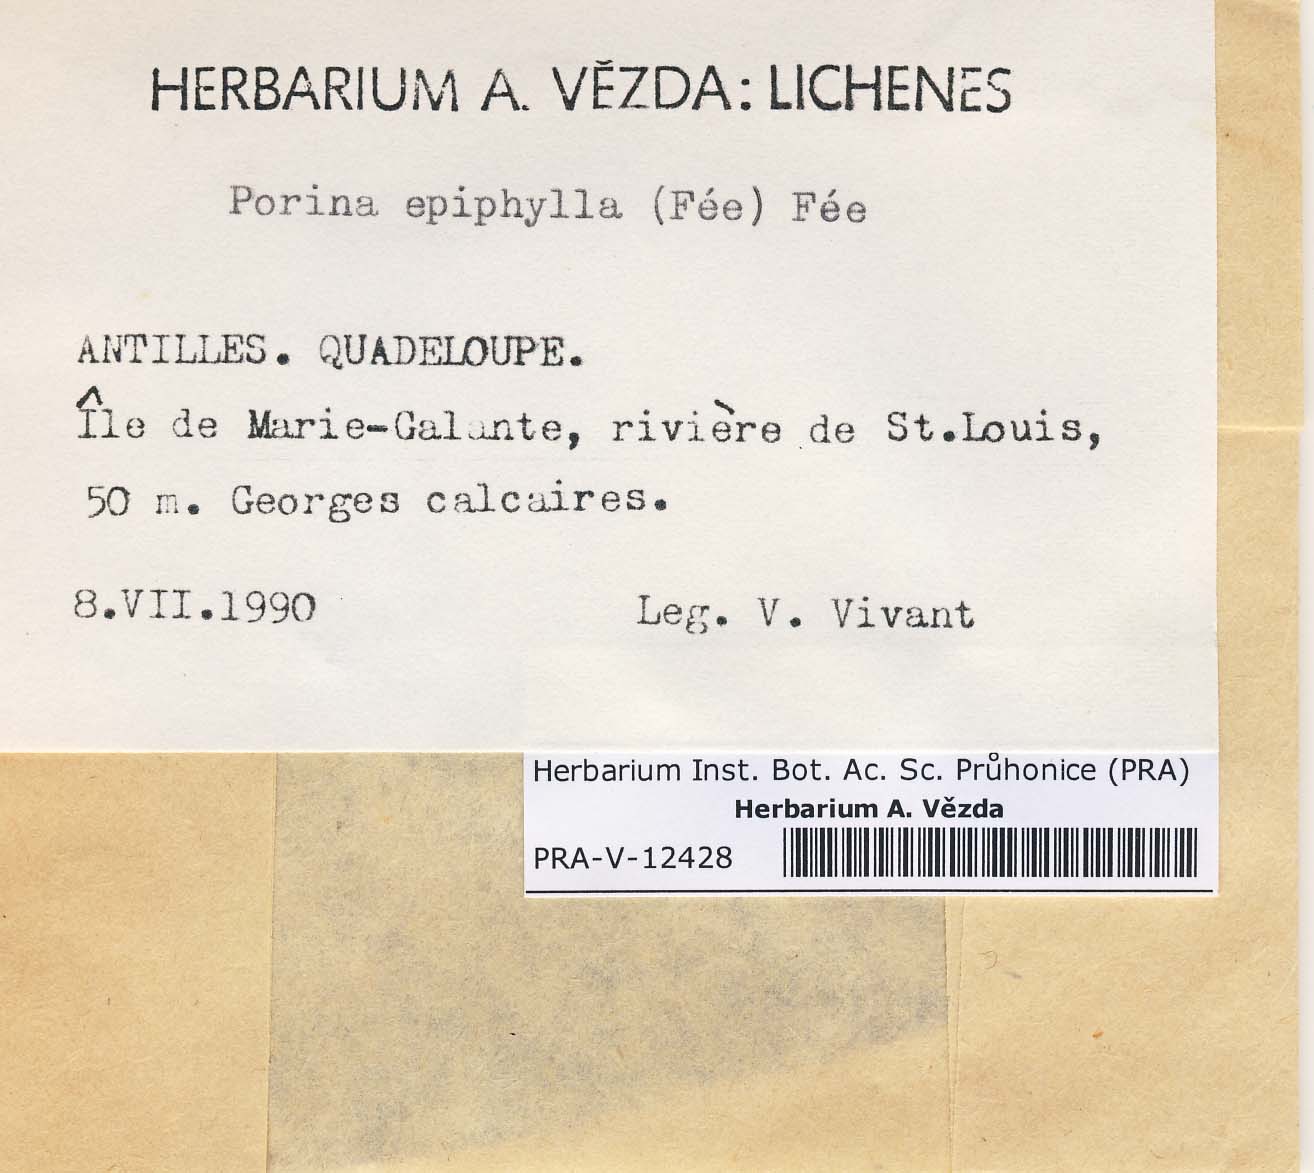 HERBARIUM A. VĚZDA: LICHENES
Porina epiphylla (Fée) Fée
ANTILLES. QUADELOUPE.
Île de Marie-Galante, rivière de St.Louis,
50 m. Georges calcaires.
8.VII.1990 Leg. V. Vivant
Herbarium Inst. Bot. Ac. Sc. Průhonice (PRA)
Herbarium A. Vězda
PRA-V-12428